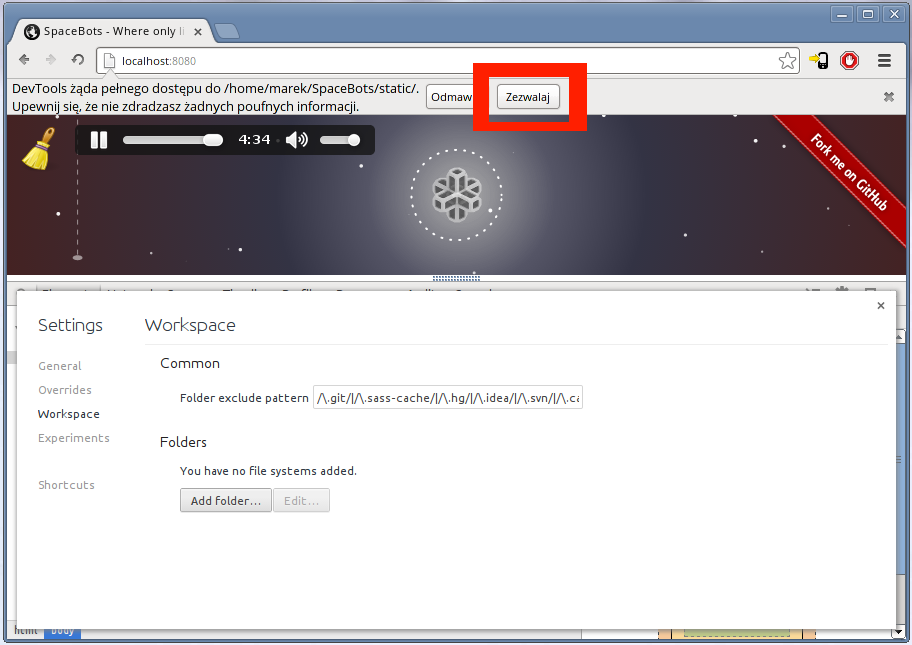 SpaceBots - Where only li
localhost:8080
DevTools żąda pełnego dostępu do /home/marek/SpaceBots/static/.
Upewnij się, że nie zdradzasz żadnych poufnych informacji.
Odmaw
Zezwalaj
4:34
Fork me on GitHub
Settings
General
Overrides
Workspace
Experiments
Shortcuts
Workspace
Common
Folder exclude pattern /\.git/|/\.sass-cache/|/\.hg/|/\.idea/|/\.svn/|/\.ca
Folders
You have no file systems added.
Add folder... Edit...
html body